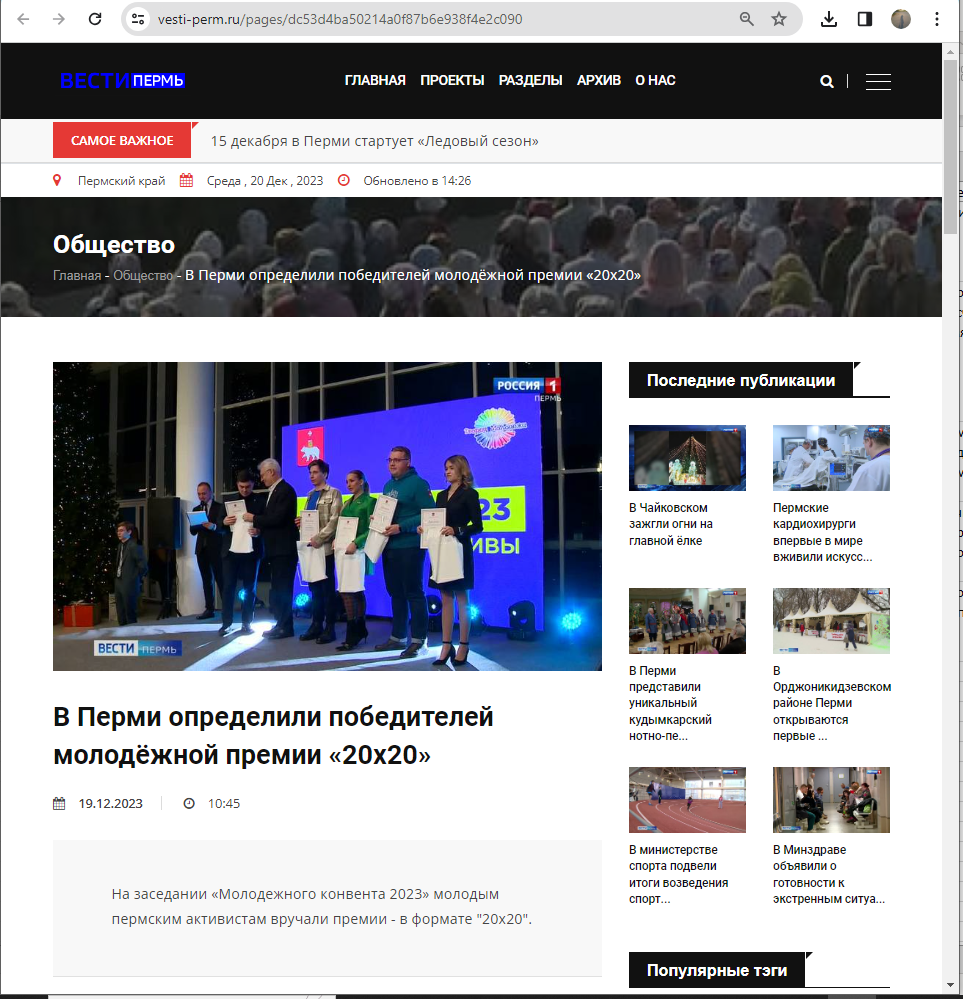 vesti-perm.ru/pages/dc53d4ba50214a0f87b6e938f4e2c090
ВЕСТИ ПЕРМЬ
ГЛАВНАЯ ПРОЕКТЫ РАЗДЕЛЫ АРХИВ О НАС
САМОЕ ВАЖНОЕ
15 декабря в Перми стартует «Ледовый сезон»
Пермский край Среда , 20 Дек , 2023 Обновлено в 14:26
Общество
Главная - Общество - В Перми определили победителей молодёжной премии «20х20»
РОССИЯ 1
ПЕРМЬ
23
ИВЫ
ВЕСТИ ПЕРМЬ
В Перми определили победителей
молодёжной премии «20х20»
19.12.2023 10:45
На заседании «Молодежного конвента 2023» молодым
пермским активистам вручали премии - в формате "20х20".
Последние публикации
В Чайковском
зажгли огни на
главной ёлке
Пермские
кардиохирурги
впервые в мире
вживили искусс...
В Перми
представили
уникальный
кудымкарский
нотно-пе...
В
Орджоникидзевском
районе Перми
открываются
первые ...
В министерстве
спорта подвели
итоги возведения
спорт...
В Минздраве
объявили о
готовности к
экстренным ситуа...
Популярные тэги